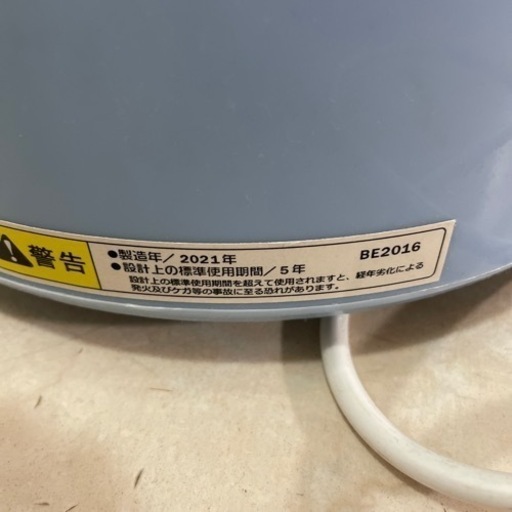 警告
●製造年/2021年
BE2016
●設計上の標準使用期間/5年
設計上の標準使用期間を超えて使用されますと、経年劣化による
発火及びケガ等の事故に至る恐れがあります。